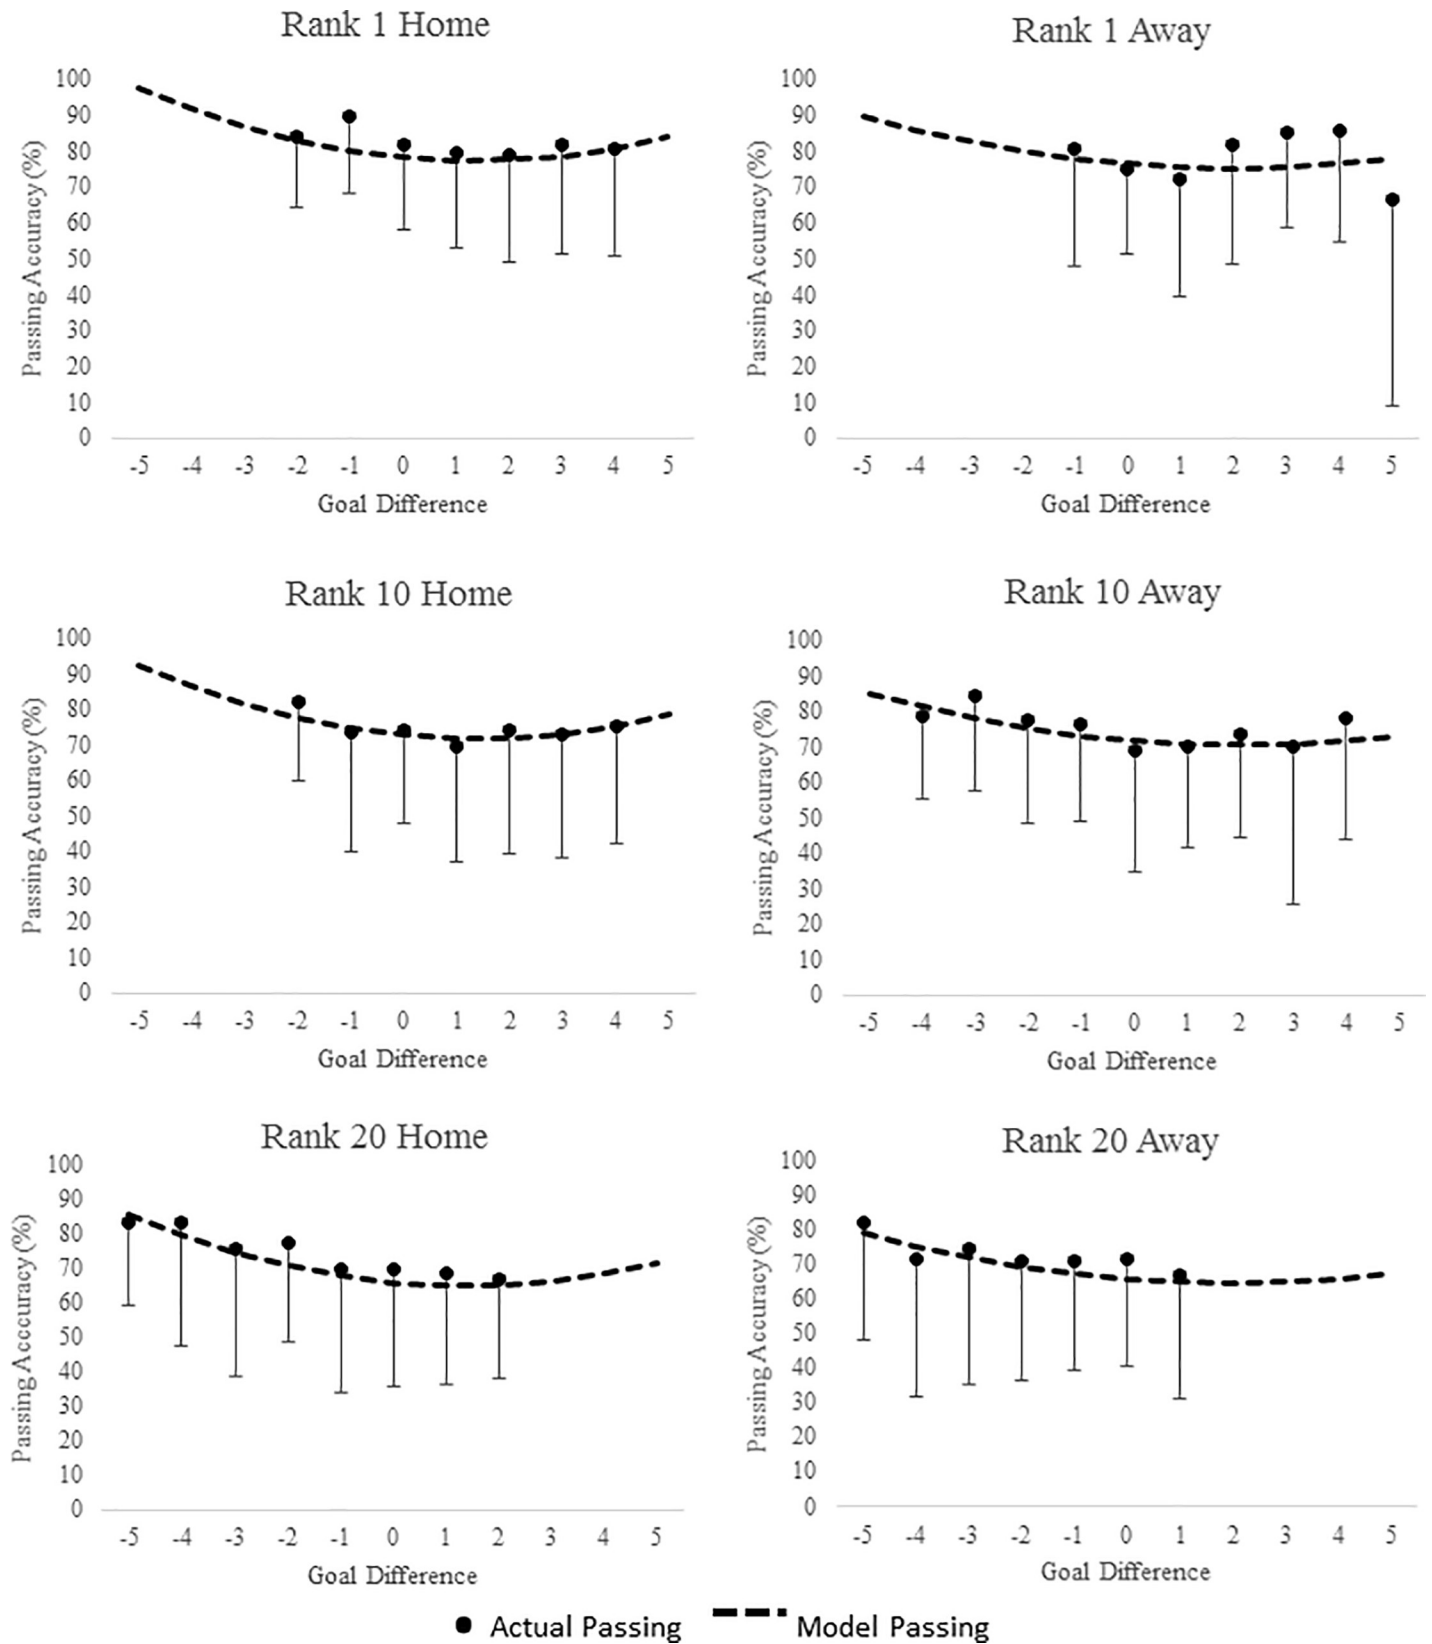 Rank 1 Home
Passing Accuracy (%)
100
90
80
70
60
50
40
30
20
10
0
-5 -4 -3 -2 -1 0 1 2 3 4 5
Goal Difference
Rank 1 Away
Passing Accuracy (%)
100
90
80
70
60
50
40
30
20
10
0
-5 -4 -3 -2 -1 0 1 2 3 4 5
Goal Difference
Rank 10 Home
Passing Accuracy (%)
100
90
80
70
60
50
40
30
20
10
0
-5 -4 -3 -2 -1 0 1 2 3 4 5
Goal Difference
Rank 10 Away
Passing Accuracy (%)
100
90
80
70
60
50
40
30
20
10
0
-5 -4 -3 -2 -1 0 1 2 3 4 5
Goal Difference
Rank 20 Home
Passing Acccuracy (%)
100
90
80
70
60
50
40
30
20
10
0
-5 -4 -3 -2 -1 0 1 2 3 4 5
Goal Difference
Rank 20 Away
Passing Accuracy (%)
100
90
80
70
60
50
40
30
20
10
0
-5 -4 -3 -2 -1 0 1 2 3 4 5
Goal Difference
Actual Passing Model Passing